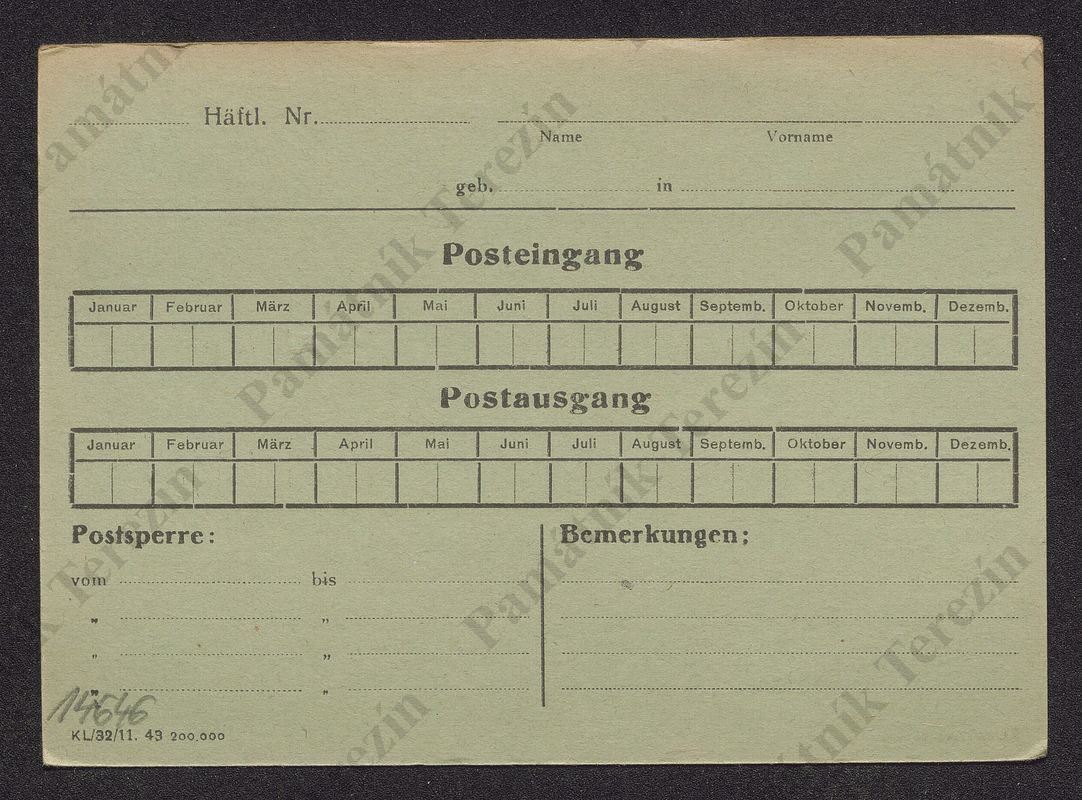 Häftl. Nr.
Name Vorname
geb. in
Posteingang
Januar Februar März April Mai Juni Juli August Septemb. Oktober Novemb. Dezemb.
Postausgang
Januar Februar März April Mai Juni Juli August Septemb. Oktober Novemb. Dezemb.
Postsperre: Bemerkungen:
vom bis
„ „
„ „
„ „
14646
KL/32/11. 43 200.000
Památník Terezín